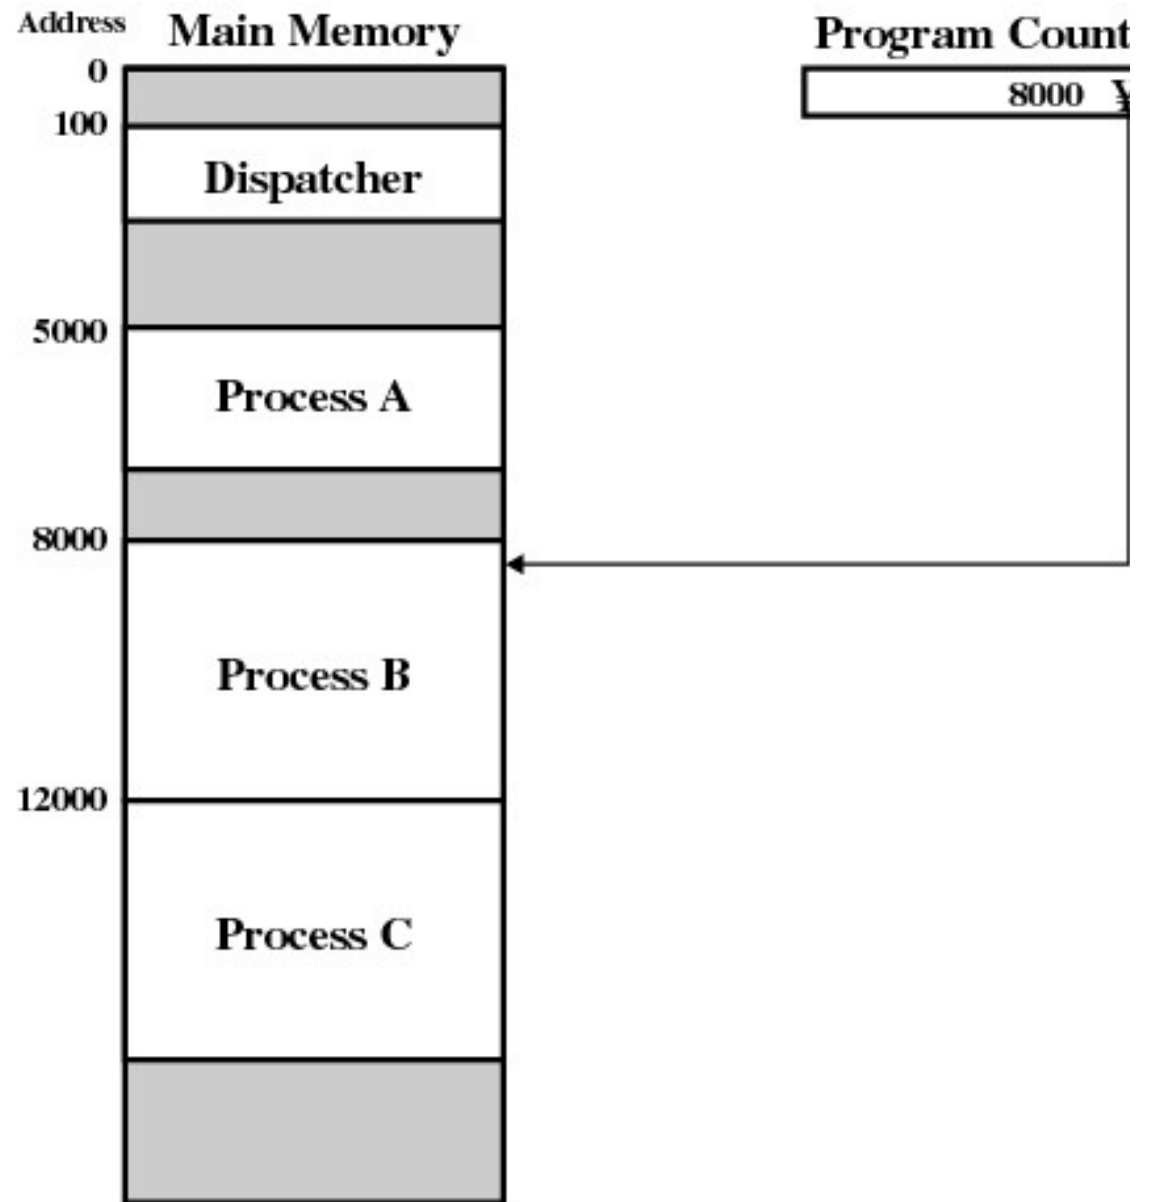 Address
Main Memory
Program Count
0
8000
100
Dispatcher
5000
Process A
8000
Process B
12000
Process C